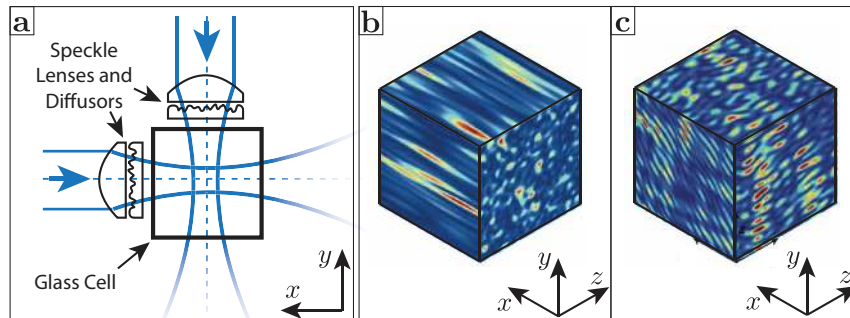 a
Speckle
Lenses and
Diffusors
Glass Cell
y
x
b
y
x
z
c
y
x
z